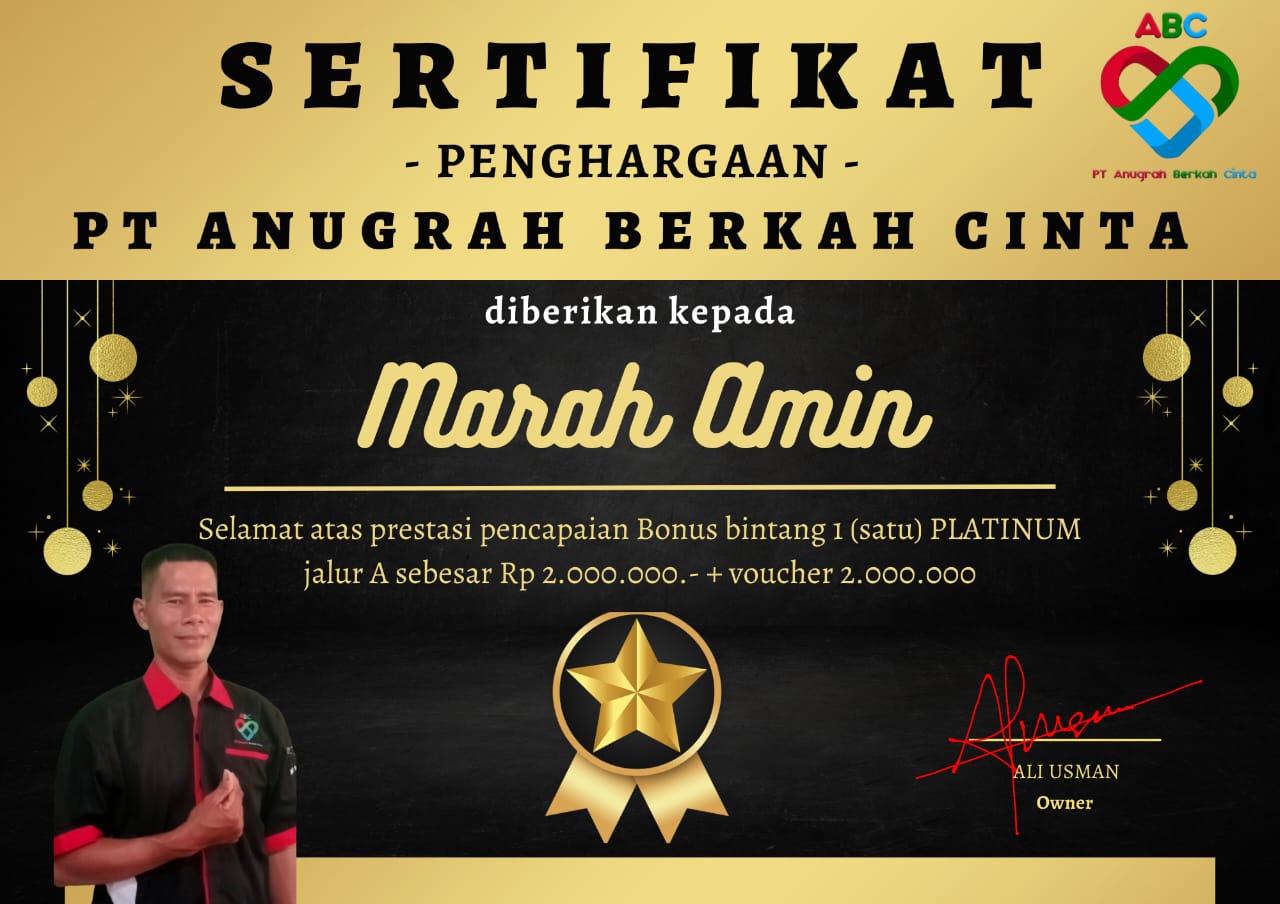 SERTIFIKAT
ABC
- PENGHARGAAN -
PT Anugrah Berkah Cinta
PT ANUGRAH BERKAH CINTA
diberikan kepada
Marah Amin
Selamat atas prestasi pencapaian Bonus bintang 1 (satu) PLATINUM
jalur A sebesar Rp 2.000.000.- + voucher 2.000.000
ABC
ALI USMAN
Owner